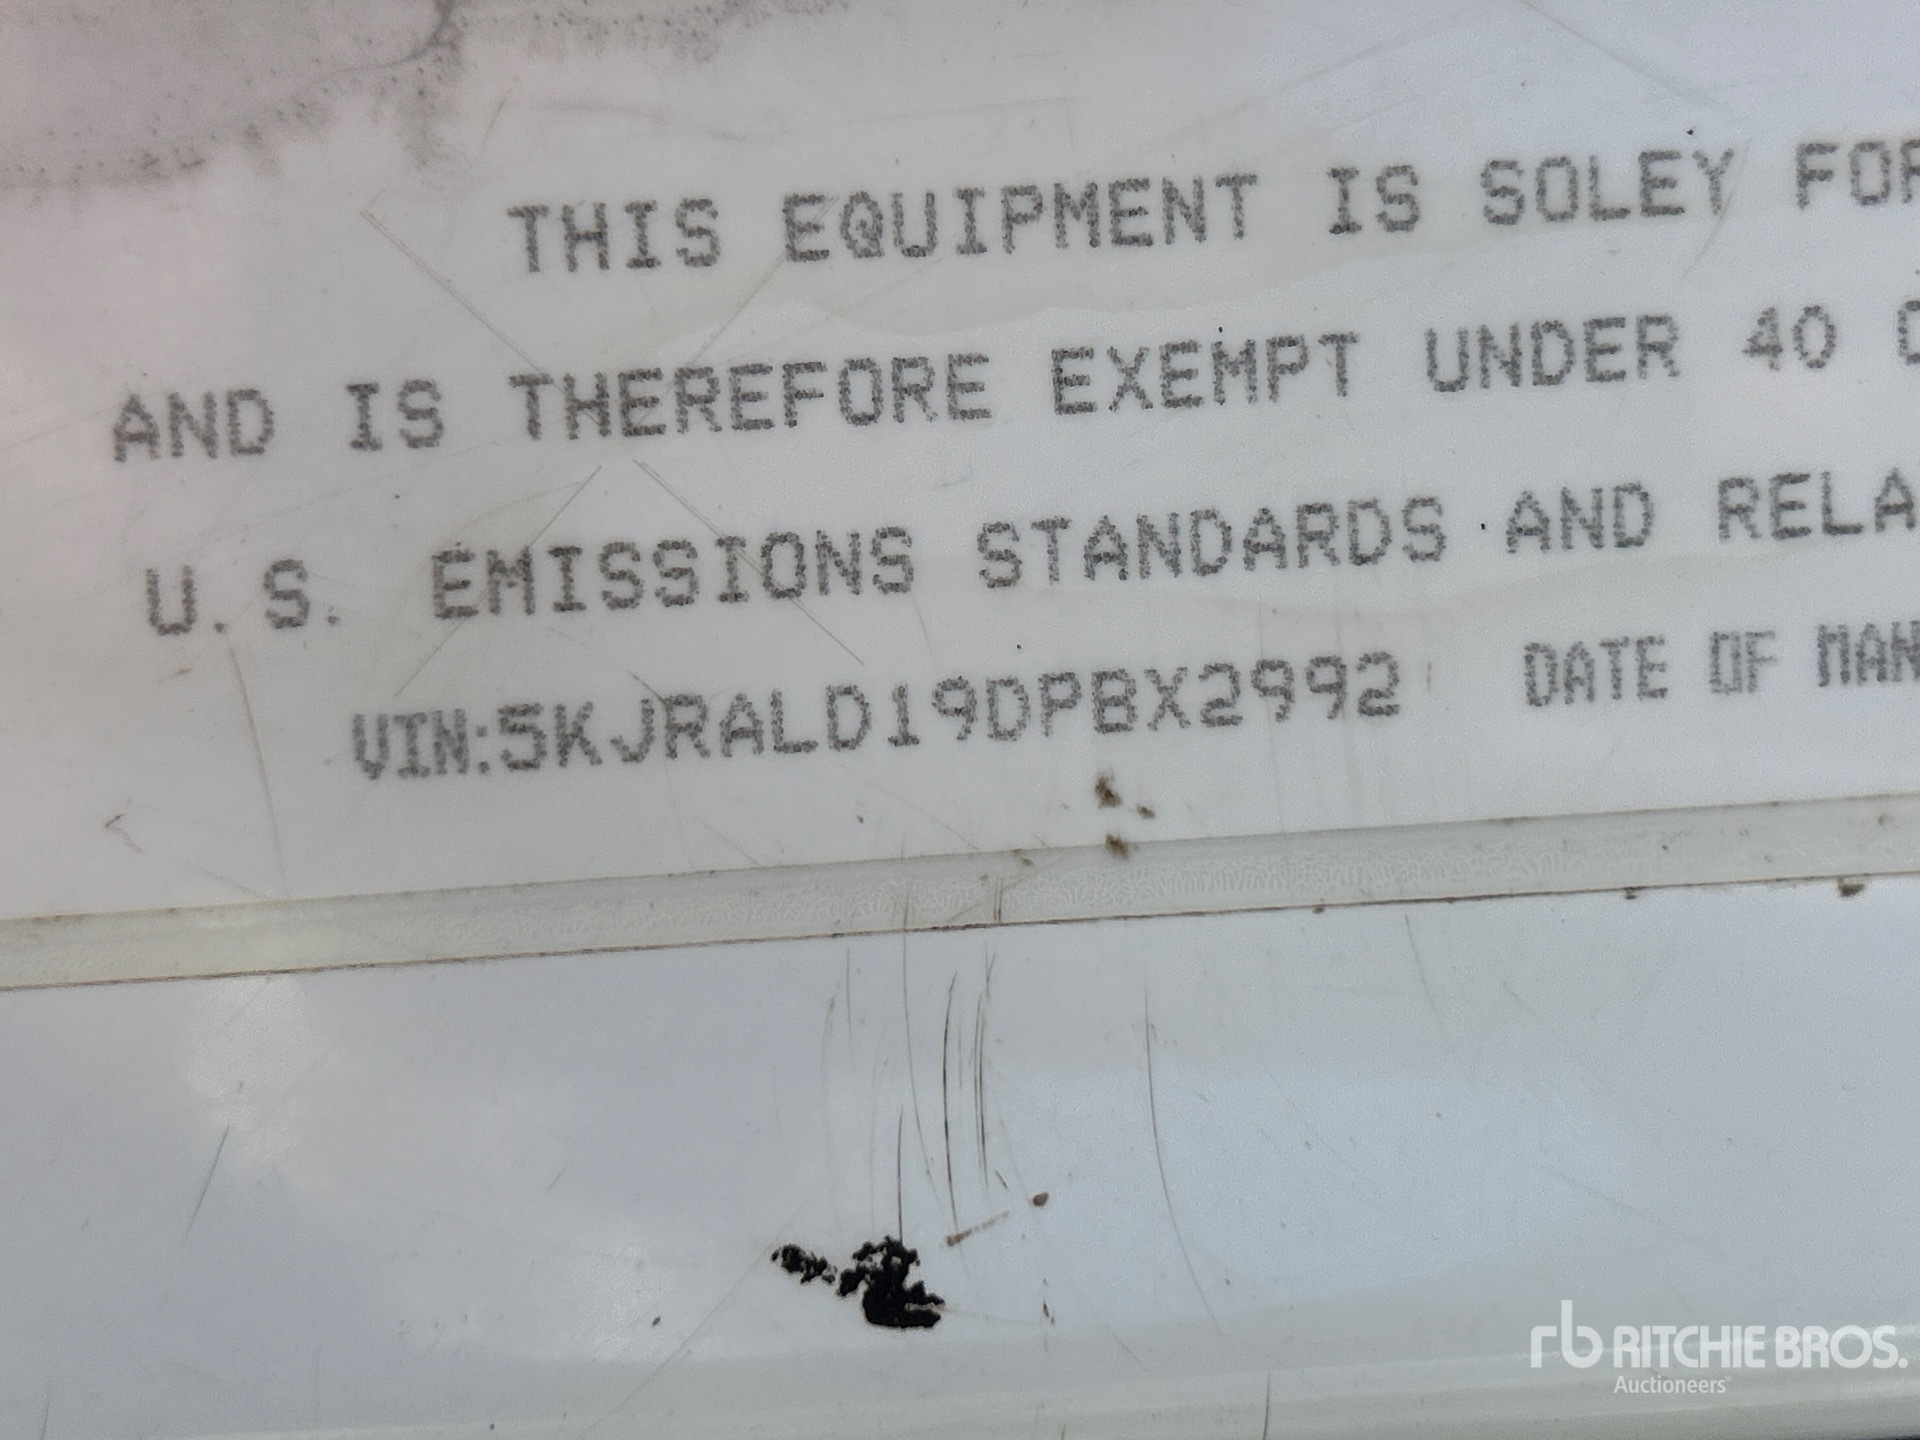 THIS EQUIPMENT IS SOLEY FOR
AND IS THEREFORE EXEMPT UNDER 40
U.S. EMISSIONS STANDARDS AND RELA
VIN:5KJRALD19DPBX2992 DATE OF MAN
rb RITCHIE BROS.
Auctioneers